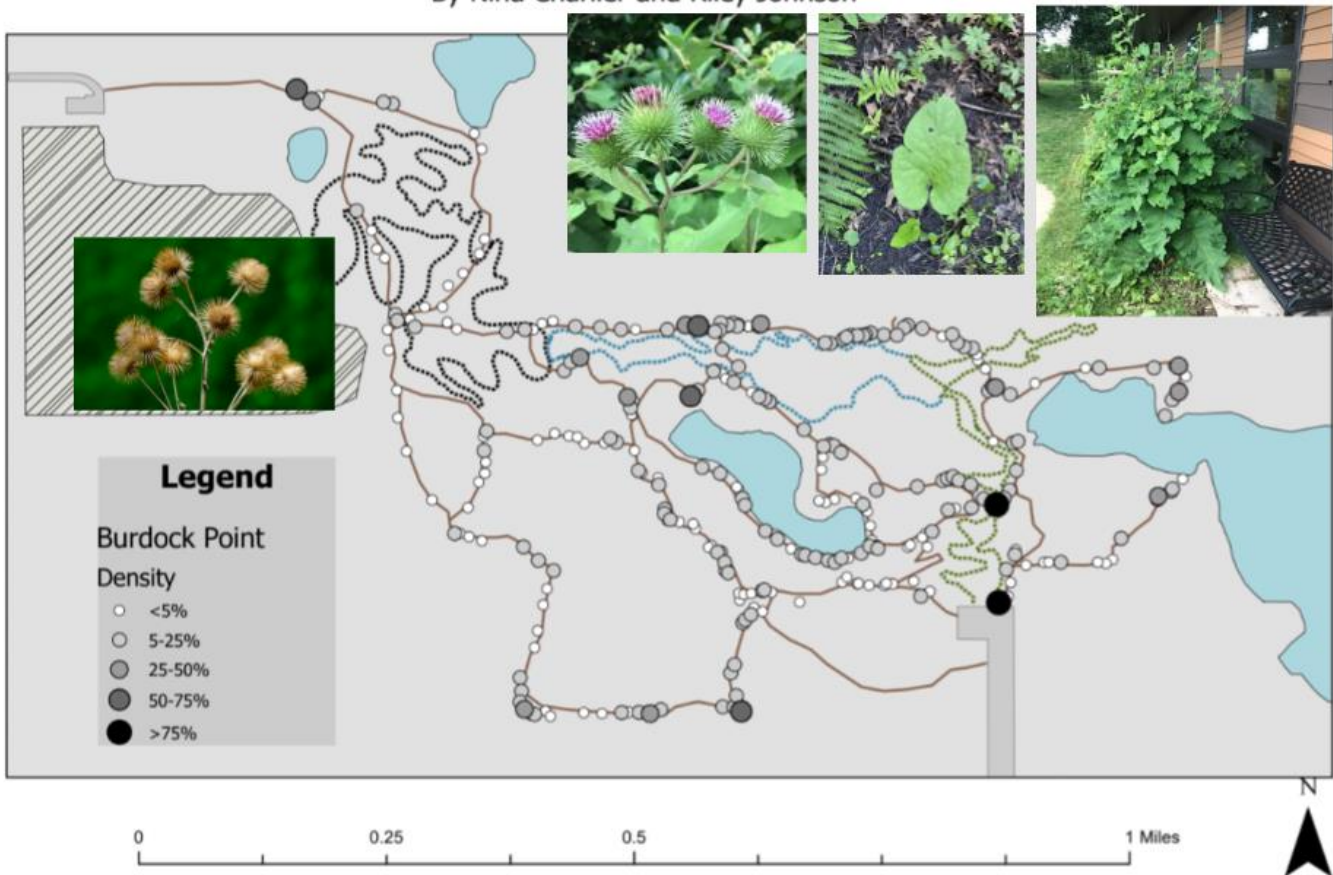 Legend
Burdock Point
Density
<5%
5-25%
25-50%
50-75%
>75%
N
0 0.25 0.5 1 Miles